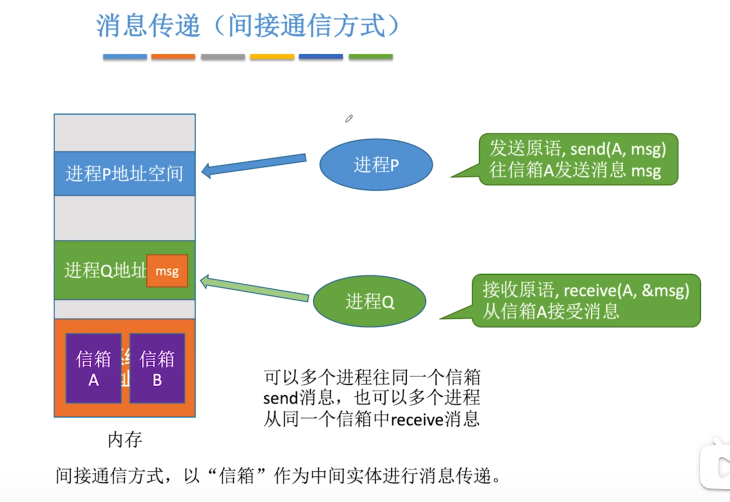 消息传递（间接通信方式）
进程P地址空间
进程P
发送原语, send(A, msg)
往信箱A发送消息 msg
进程Q地址
msg
进程Q
接收原语, receive(A, &msg)
从信箱A接受消息
信箱
A
信箱
B
可以多个进程往同一个信箱
send消息，也可以多个进程
从同一个信箱中receive消息
内存
间接通信方式，以“信箱”作为中间实体进行消息传递。